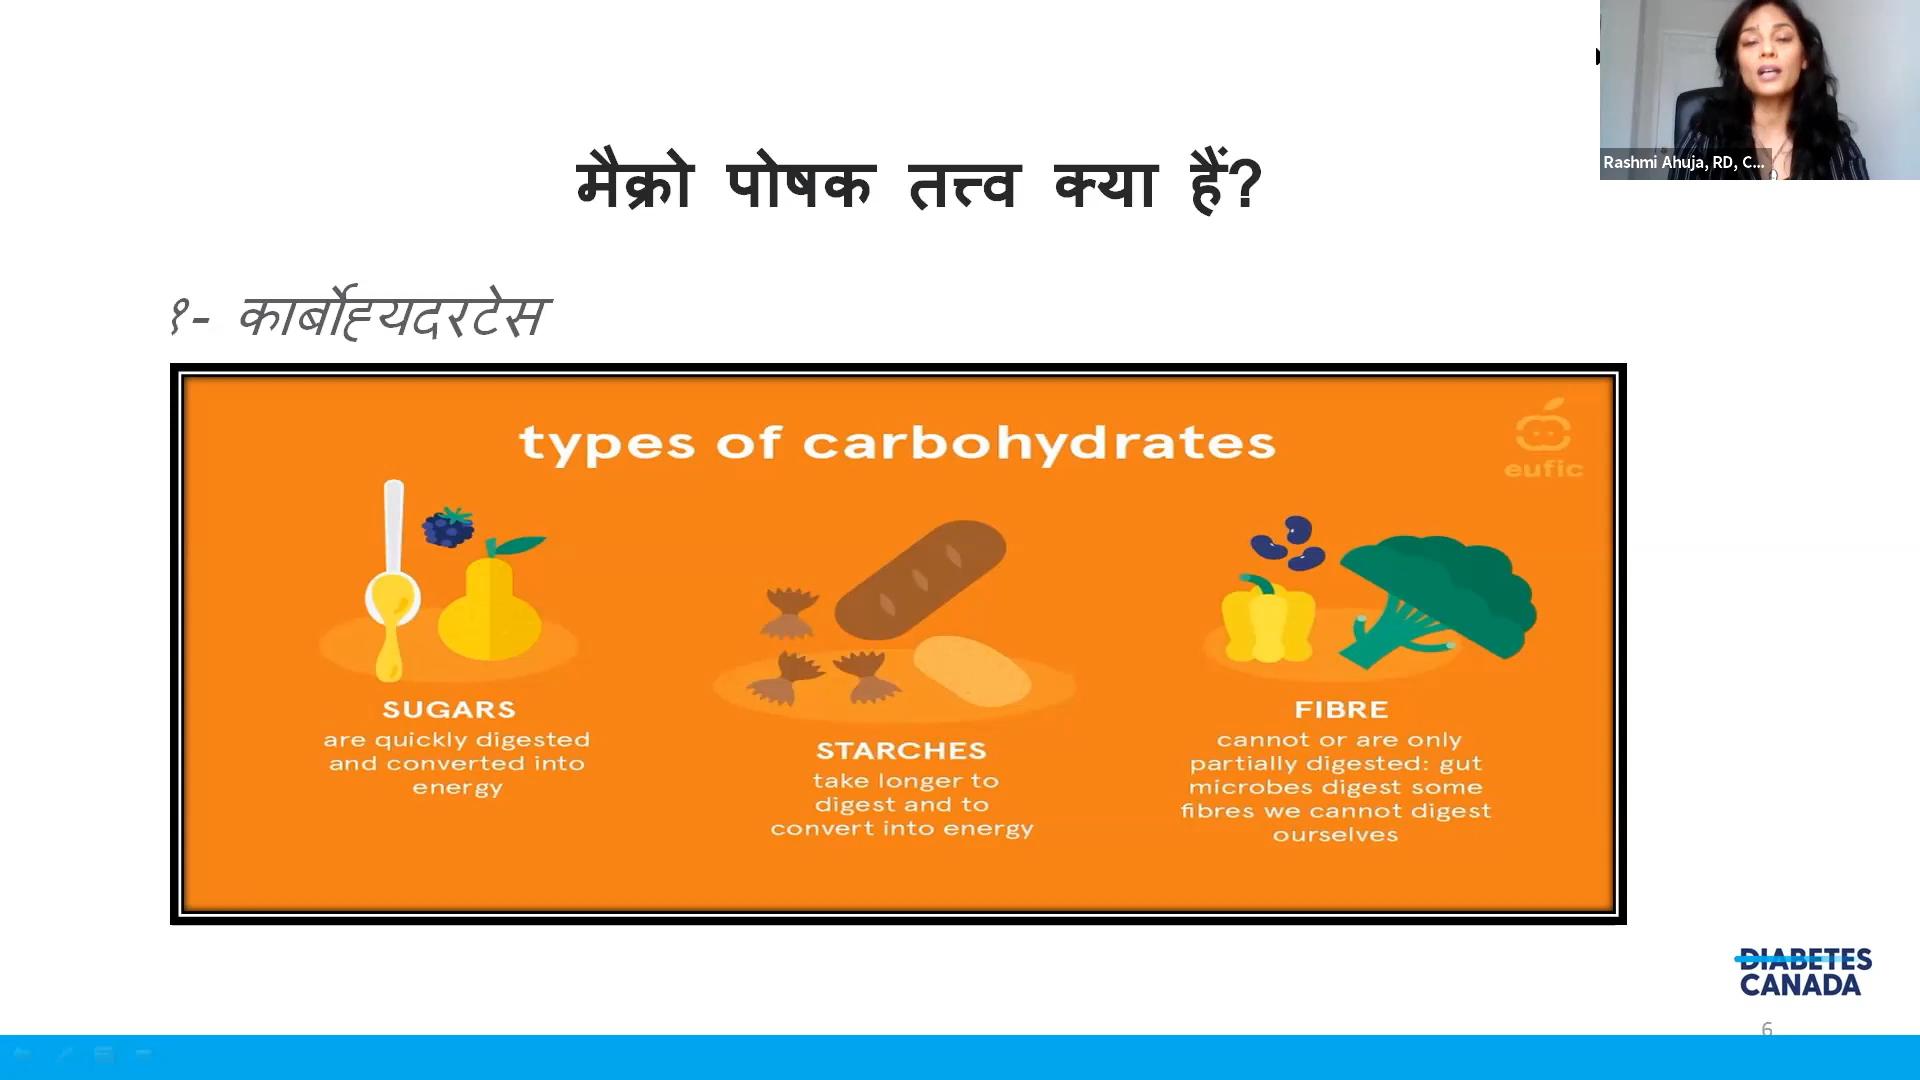 Rashmi Ahuja, RD, C...
मैक्रो पोषक तत्त्व क्या हैं?
१- कार्बोह्यदरटेस
types of carbohydrates
eufic
SUGARS
are quickly digested
and converted into
energy
STARCHES
take longer to
digest and to
convert into energy
FIBRE
cannot or are only
partially digested: gut
microbes digest some
fibres we cannot digest
ourselves
DIABETES
CANADA
6